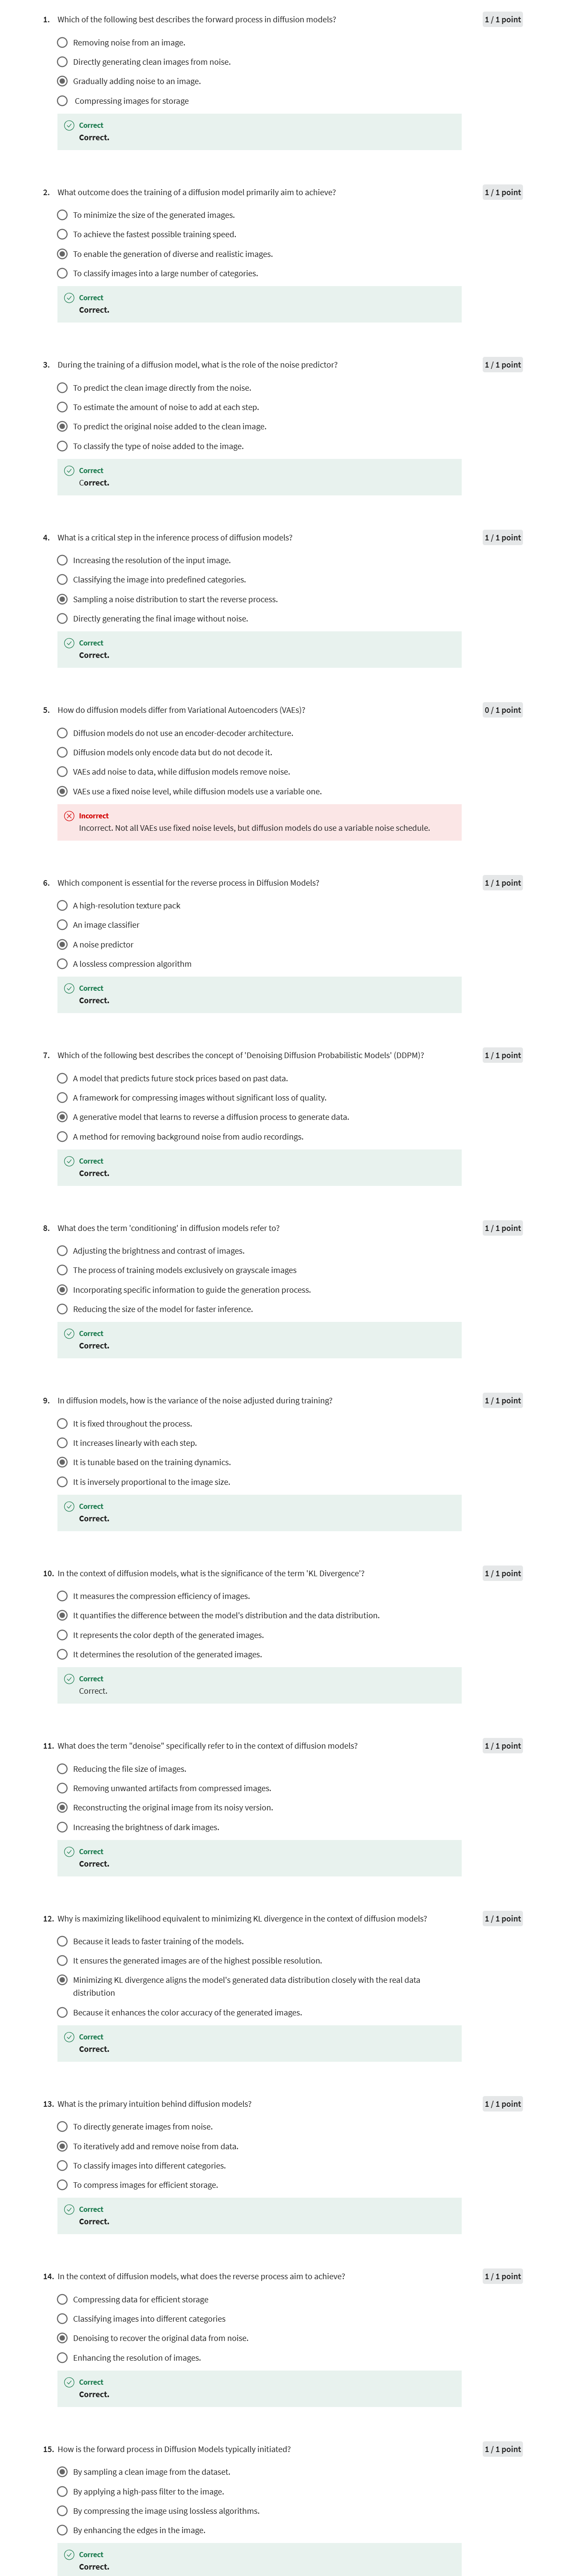 1. Which of the following best describes the forward process in diffusion models?
1 / 1 point
Removing noise from an image.
Directly generating clean images from noise.
Gradually adding noise to an image.
Compressing images for storage
Correct
Correct.
2. What outcome does the training of a diffusion model primarily aim to achieve?
1 / 1 point
To minimize the size of the generated images.
To achieve the fastest possible training speed.
To enable the generation of diverse and realistic images.
To classify images into a large number of categories.
Correct
Correct.
3. During the training of a diffusion model, what is the role of the noise predictor?
1 / 1 point
To predict the clean image directly from the noise.
To estimate the amount of noise to add at each step.
To predict the original noise added to the clean image.
To classify the type of noise added to the image.
Correct
Correct.
4. What is a critical step in the inference process of diffusion models?
1 / 1 point
Increasing the resolution of the input image.
Classifying the image into predefined categories.
Sampling a noise distribution to start the reverse process.
Directly generating the final image without noise.
Correct
Correct.
5. How do diffusion models differ from Variational Autoencoders (VAEs)?
0 / 1 point
Diffusion models do not use an encoder-decoder architecture.
Diffusion models only encode data but do not decode it.
VAEs add noise to data, while diffusion models remove noise.
VAEs use a fixed noise level, while diffusion models use a variable one.
Incorrect
Incorrect. Not all VAEs use fixed noise levels, but diffusion models do use a variable noise schedule.
6. Which component is essential for the reverse process in Diffusion Models?
1 / 1 point
A high-resolution texture pack
An image classifier
A noise predictor
A lossless compression algorithm
Correct
Correct.
7. Which of the following best describes the concept of 'Denoising Diffusion Probabilistic Models' (DDPM)?
1 / 1 point
A model that predicts future stock prices based on past data.
A framework for compressing images without significant loss of quality.
A generative model that learns to reverse a diffusion process to generate data.
A method for removing background noise from audio recordings.
Correct
Correct.
8. What does the term 'conditioning' in diffusion models refer to?
1 / 1 point
Adjusting the brightness and contrast of images.
The process of training models exclusively on grayscale images
Incorporating specific information to guide the generation process.
Reducing the size of the model for faster inference.
Correct
Correct.
9. In diffusion models, how is the variance of the noise adjusted during training?
1 / 1 point
It is fixed throughout the process.
It increases linearly with each step.
It is tunable based on the training dynamics.
It is inversely proportional to the image size.
Correct
Correct.
10. In the context of diffusion models, what is the significance of the term 'KL Divergence'?
1 / 1 point
It measures the compression efficiency of images.
It quantifies the difference between the model's distribution and the data distribution.
It represents the color depth of the generated images.
It determines the resolution of the generated images.
Correct
Correct.
11. What does the term "denoise" specifically refer to in the context of diffusion models?
1 / 1 point
Reducing the file size of images.
Removing unwanted artifacts from compressed images.
Reconstructing the original image from its noisy version.
Increasing the brightness of dark images.
Correct
Correct.
12. Why is maximizing likelihood equivalent to minimizing KL divergence in the context of diffusion models?
1 / 1 point
Because it leads to faster training of the models.
It ensures the generated images are of the highest possible resolution.
Minimizing KL divergence aligns the model's generated data distribution closely with the real data
distribution
Because it enhances the color accuracy of the generated images.
Correct
Correct.
13. What is the primary intuition behind diffusion models?
1 / 1 point
To directly generate images from noise.
To iteratively add and remove noise from data.
To classify images into different categories.
To compress images for efficient storage.
Correct
Correct.
14. In the context of diffusion models, what does the reverse process aim to achieve?
1 / 1 point
Compressing data for efficient storage
Classifying images into different categories
Denoising to recover the original data from noise.
Enhancing the resolution of images.
Correct
Correct.
15. How is the forward process in Diffusion Models typically initiated?
1 / 1 point
By sampling a clean image from the dataset.
By applying a high-pass filter to the image.
By compressing the image using lossless algorithms.
By enhancing the edges in the image.
Correct
Correct.